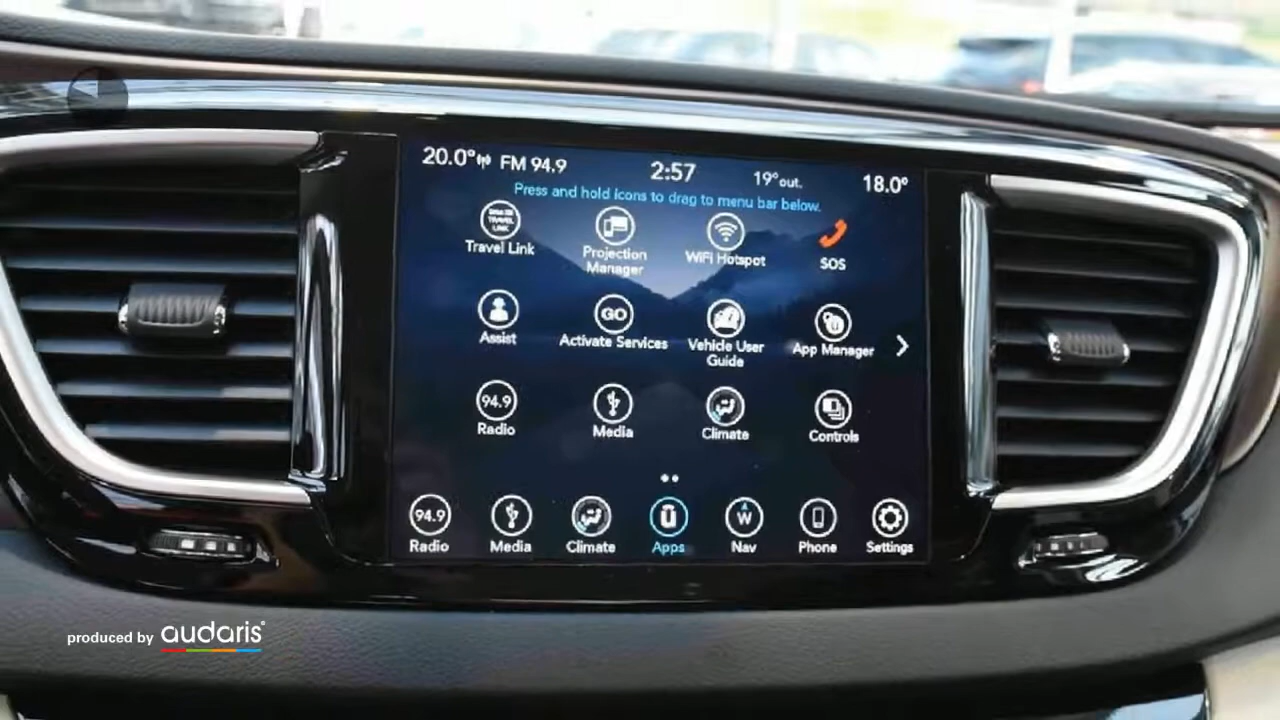 20.0° FM 94.9 2:57 19° out. 18.0°
Press and hold icons to drag to menu bar below.
TRAVEL
LINK
Travel Link
Projection
Manager
WiFi Hotspot
SOS
Assist
GO
Activate Services
Vehicle User
Guide
App Manager
94.9
Radio
Media
Climate
Controls
94.9
Radio
Media
Climate
Apps
W
Nav
Phone
Settings
produced by audaris®